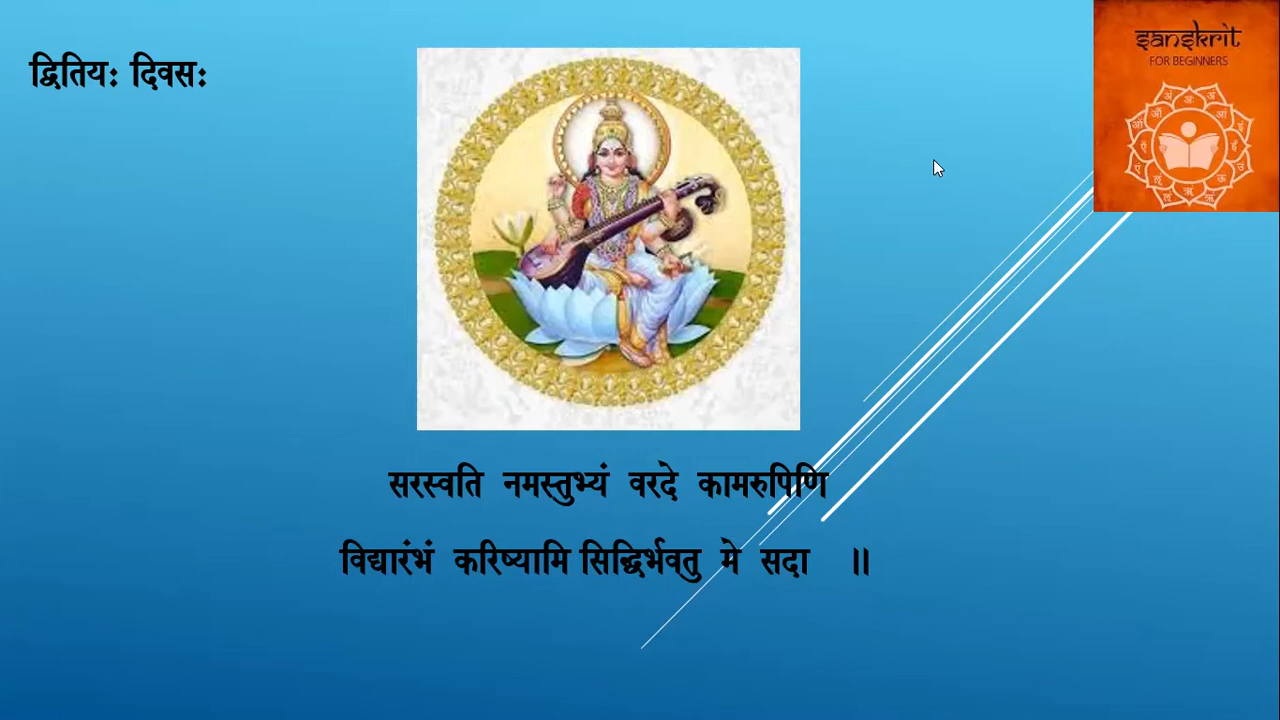 द्वितियः दिवसः
sanskrit
FOR BEGINNERS
सरस्वति नमस्तुभ्यं वरदे कामरुपिणि
विद्यारंभं करिष्यामि सिद्धिर्भवतु मे सदा ॥